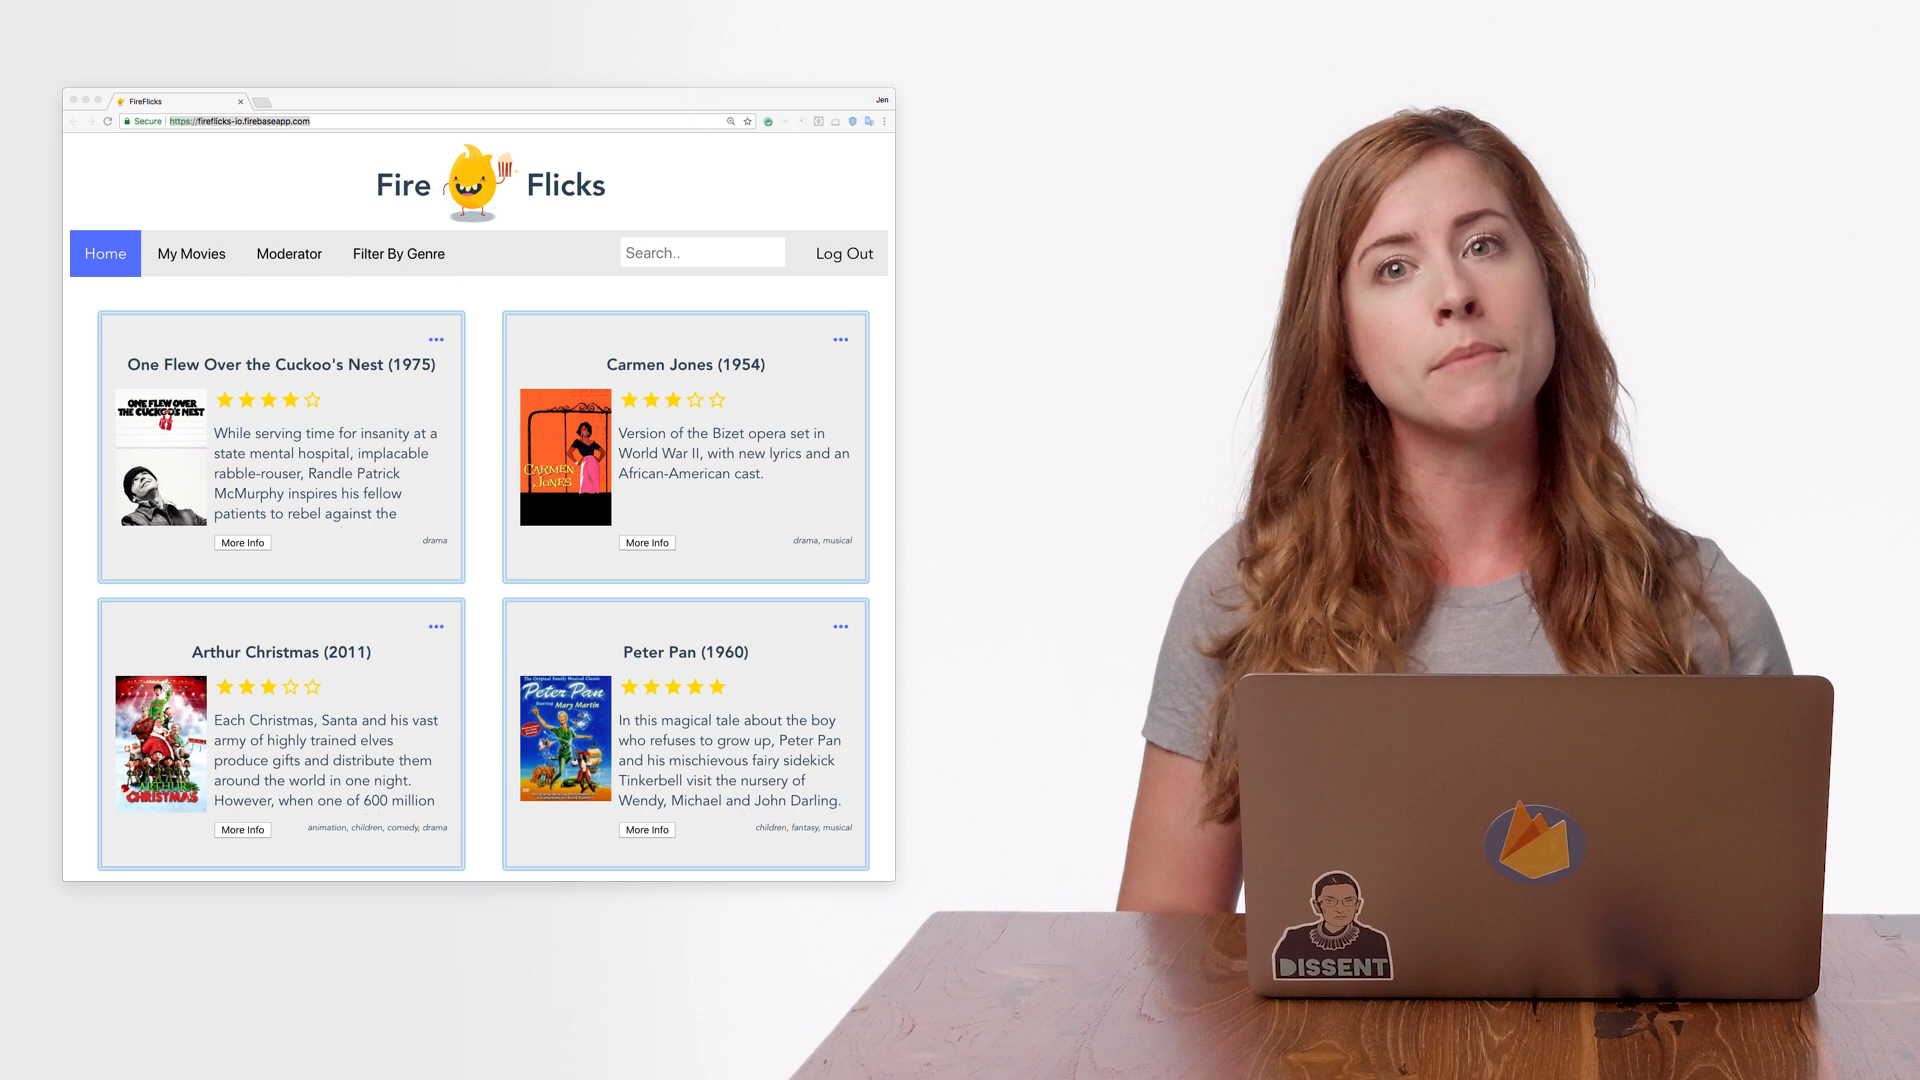 FireFlicks
Jen
Secure https://fireflicks-io.firebaseapp.com
Fire Flicks
Home My Movies Moderator Filter By Genre Search.. Log Out
One Flew Over the Cuckoo's Nest (1975)
ONE FLEW OVER
THE CUCKOO'S NEST
While serving time for insanity at a
state mental hospital, implacable
rabble-rouser, Randle Patrick
McMurphy inspires his fellow
patients to rebel against the
More Info
drama
Carmen Jones (1954)
CARMEN
JONES
Version of the Bizet opera set in
World War II, with new lyrics and an
African-American cast.
More Info
drama, musical
Arthur Christmas (2011)
ARTHUR
CHRISTMAS
Each Christmas, Santa and his vast
army of highly trained elves
produce gifts and distribute them
around the world in one night.
However, when one of 600 million
More Info
animation, children, comedy, drama
Peter Pan (1960)
The Original Family Musical Classic
Peter Pan
Starring Mary Martin
In this magical tale about the boy
who refuses to grow up, Peter Pan
and his mischievous fairy sidekick
Tinkerbell visit the nursery of
Wendy, Michael and John Darling.
More Info
children, fantasy, musical
DISSENT